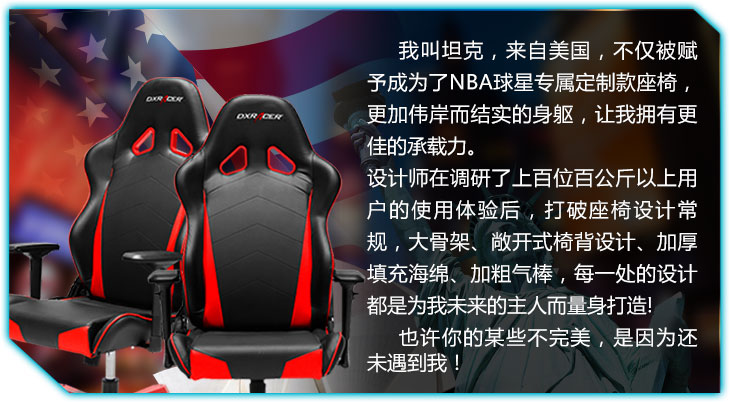 DXRACER
DXRACER
我叫坦克，来自美国，不仅被赋
予成为了NBA球星专属定制款座椅，
更加伟岸而结实的身躯，让我拥有更
佳的承载力。
设计师在调研了上百位百公斤以上用
户的使用体验后，打破座椅设计常
规，大骨架、敞开式椅背设计、加厚
填充海绵、加粗气棒，每一处的设计
都是为我未来的主人而量身打造!
也许你的某些不完美，是因为还
未遇到我！